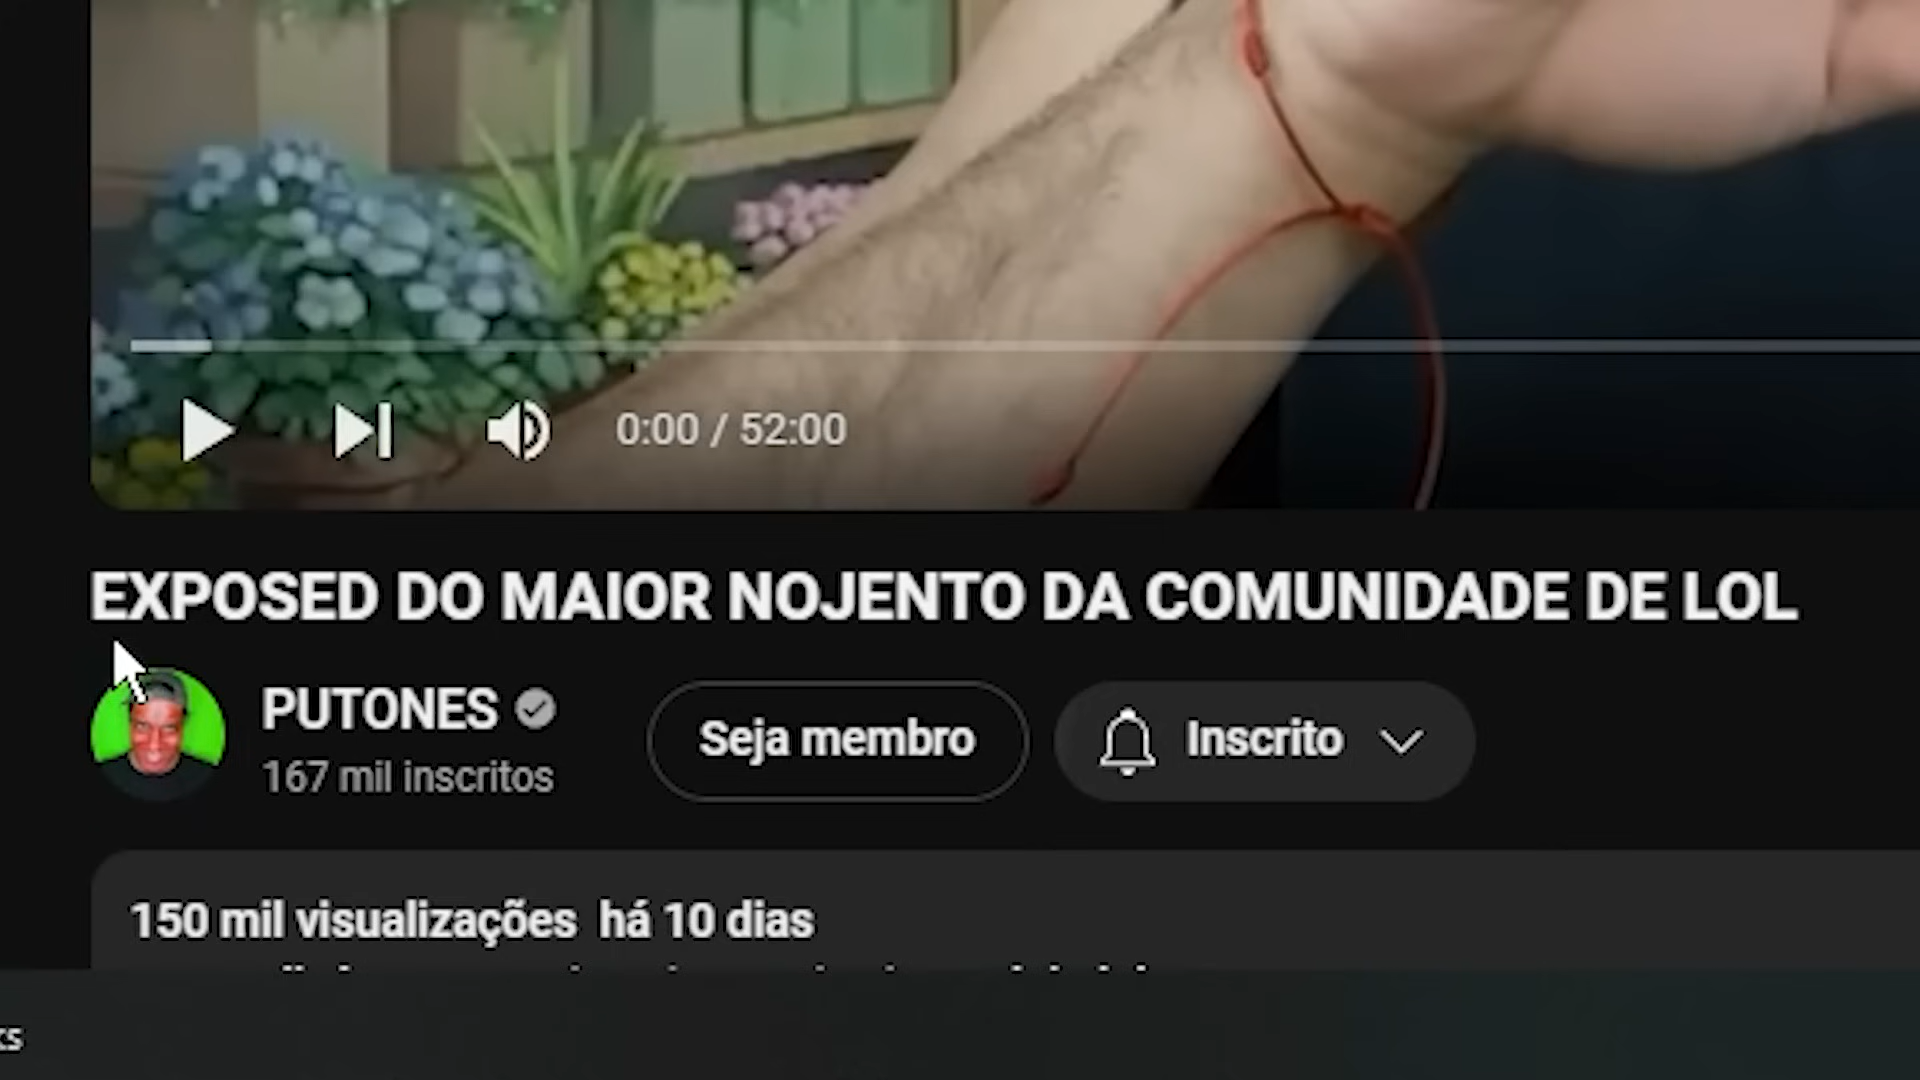 0:00 / 52:00
EXPOSED DO MAIOR NOJENTO DA COMUNIDADE DE LOL
PUTONES
167 mil inscritos
Seja membro
Inscrito
150 mil visualizações há 10 dias